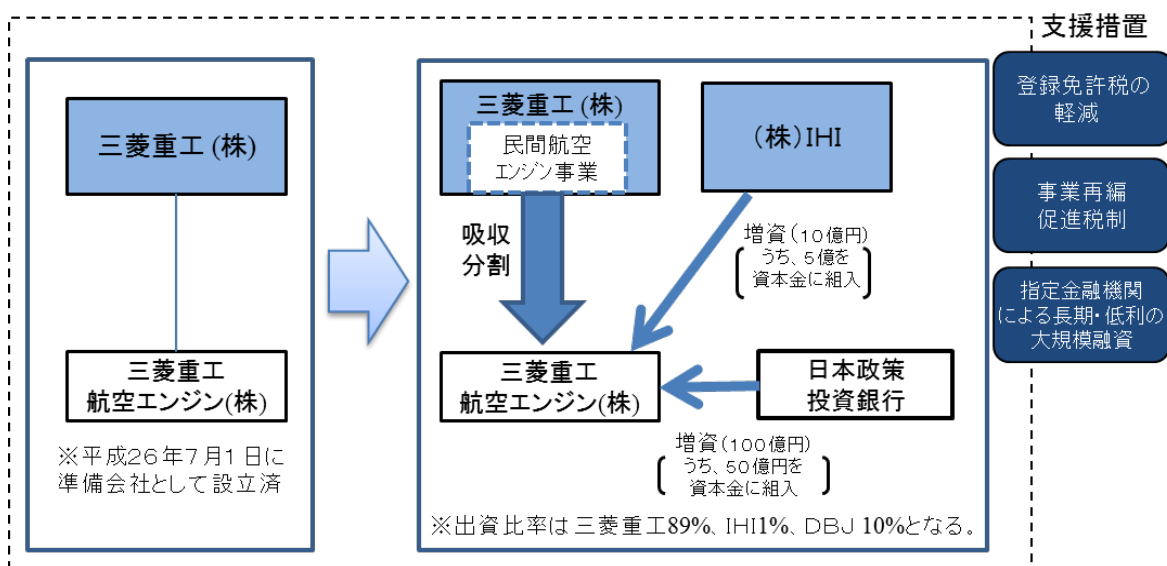 支援措置
三菱重工(株)
三菱重工
航空エンジン(株)
※平成26年7月1日に
準備会社として設立済
三菱重工(株)
民間航空
エンジン事業
(株)IHI
吸収
分割
増資(10億円)
うち、5億を
資本金に組入
三菱重工
航空エンジン(株)
日本政策
投資銀行
増資(100億円)
うち、50億円を
資本金に組入
※出資比率は三菱重工89%、IHI1%、DBJ 10%となる。
登録免許税の
軽減
事業再編
促進税制
指定金融機関
による長期・低利の
大規模融資